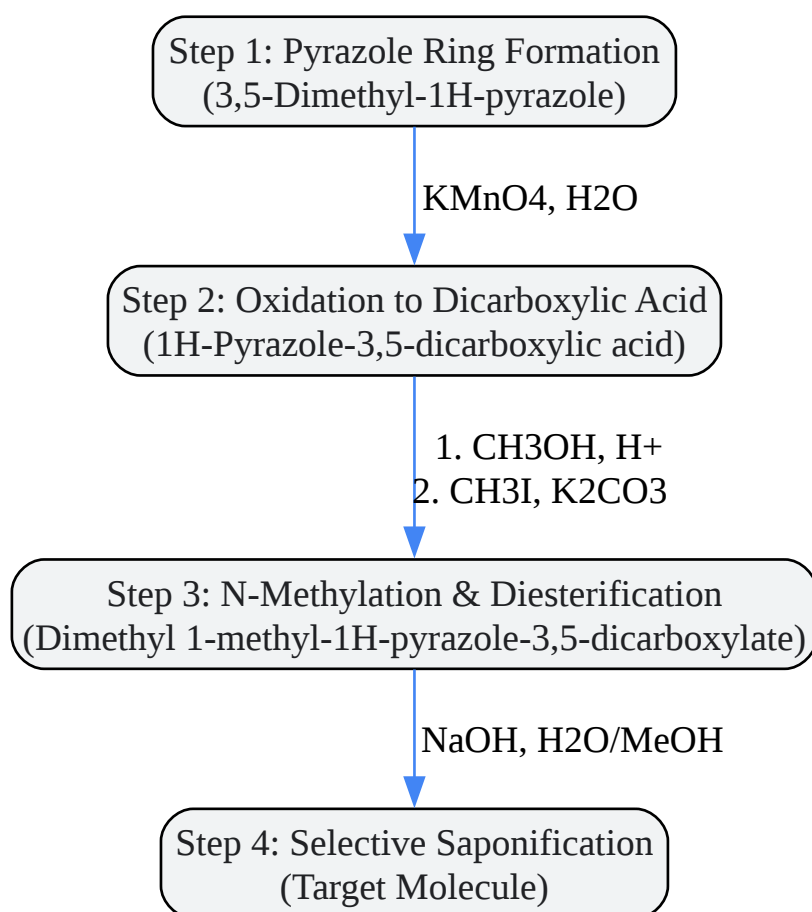 Step 1: Pyrazole Ring Formation
(3,5-Dimethyl-1H-pyrazole)
KMnO4, H2O
Step 2: Oxidation to Dicarboxylic Acid
(1H-Pyrazole-3,5-dicarboxylic acid)
1. CH3OH, H+
2. CH3I, K2CO3
Step 3: N-Methylation & Diesterification
(Dimethyl 1-methyl-1H-pyrazole-3,5-dicarboxylate)
NaOH, H2O/MeOH
Step 4: Selective Saponification
(Target Molecule)